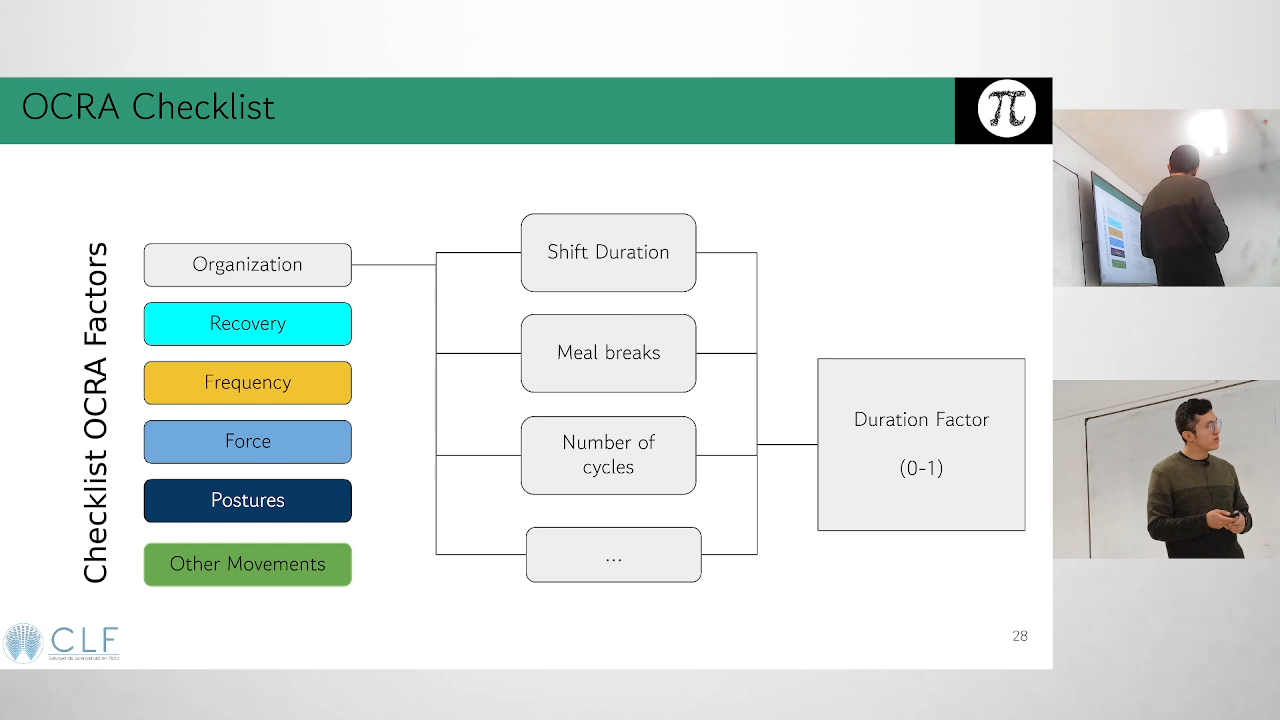 OCRA Checklist
π
Checklist OCRA Factors
Organization
Recovery
Frequency
Force
Postures
Other Movements
Shift Duration
Meal breaks
Number of
cycles
...
Duration Factor
(0-1)
CLF
28